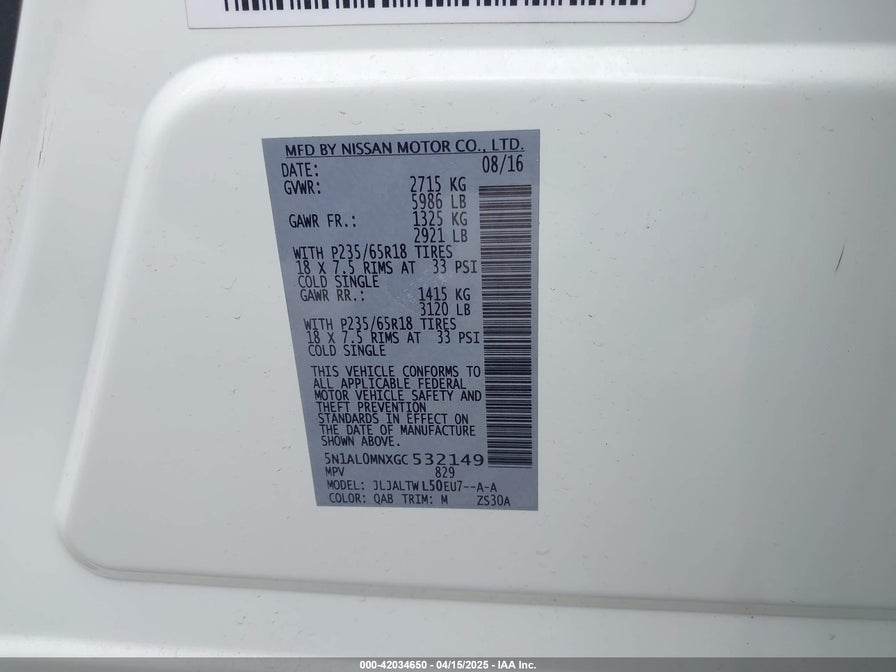 MFD BY NISSAN MOTOR CO., LTD.
DATE: 08/16
GVWR: 2715 KG
5986 LB
GAWR FR.: 1325 KG
2921 LB
WITH P235/65R18 TIRES
18 X 7.5 RIMS AT 33 PSI
COLD SINGLE
GAWR RR.: 1415 KG
3120 LB
WITH P235/65R18 TIRES
18 X 7.5 RIMS AT 33 PSI
COLD SINGLE
THIS VEHICLE CONFORMS TO
ALL APPLICABLE FEDERAL
MOTOR VEHICLE SAFETY AND
THEFT PREVENTION
STANDARDS IN EFFECT ON
THE DATE OF MANUFACTURE
SHOWN ABOVE.
5N1AL0MNXGC532149
MPV 829
MODEL: JLJALTWL50EU7--A-A
COLOR: QAB TRIM: M ZS30A
000-42034650 - 04/15/2025 - IAA Inc.